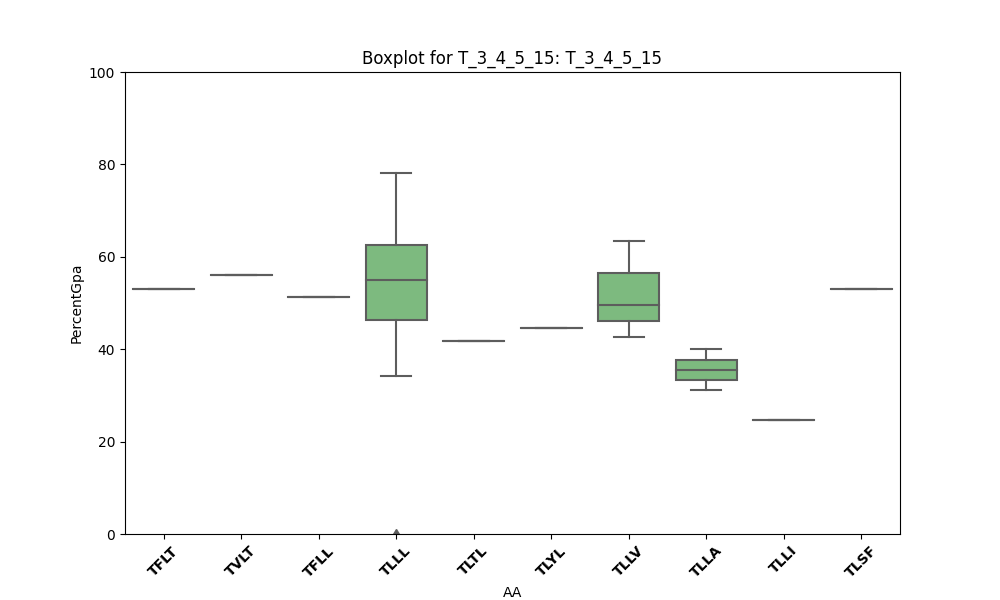 Boxplot for T_3_4_5_15: T_3_4_5_15
100
80
60
40
20
0
PercentGpa
TFLT
TVLT
TFLL
TLLL
TLTL
TLYL
TLLV
TLLA
TLLI
TLSF
AA